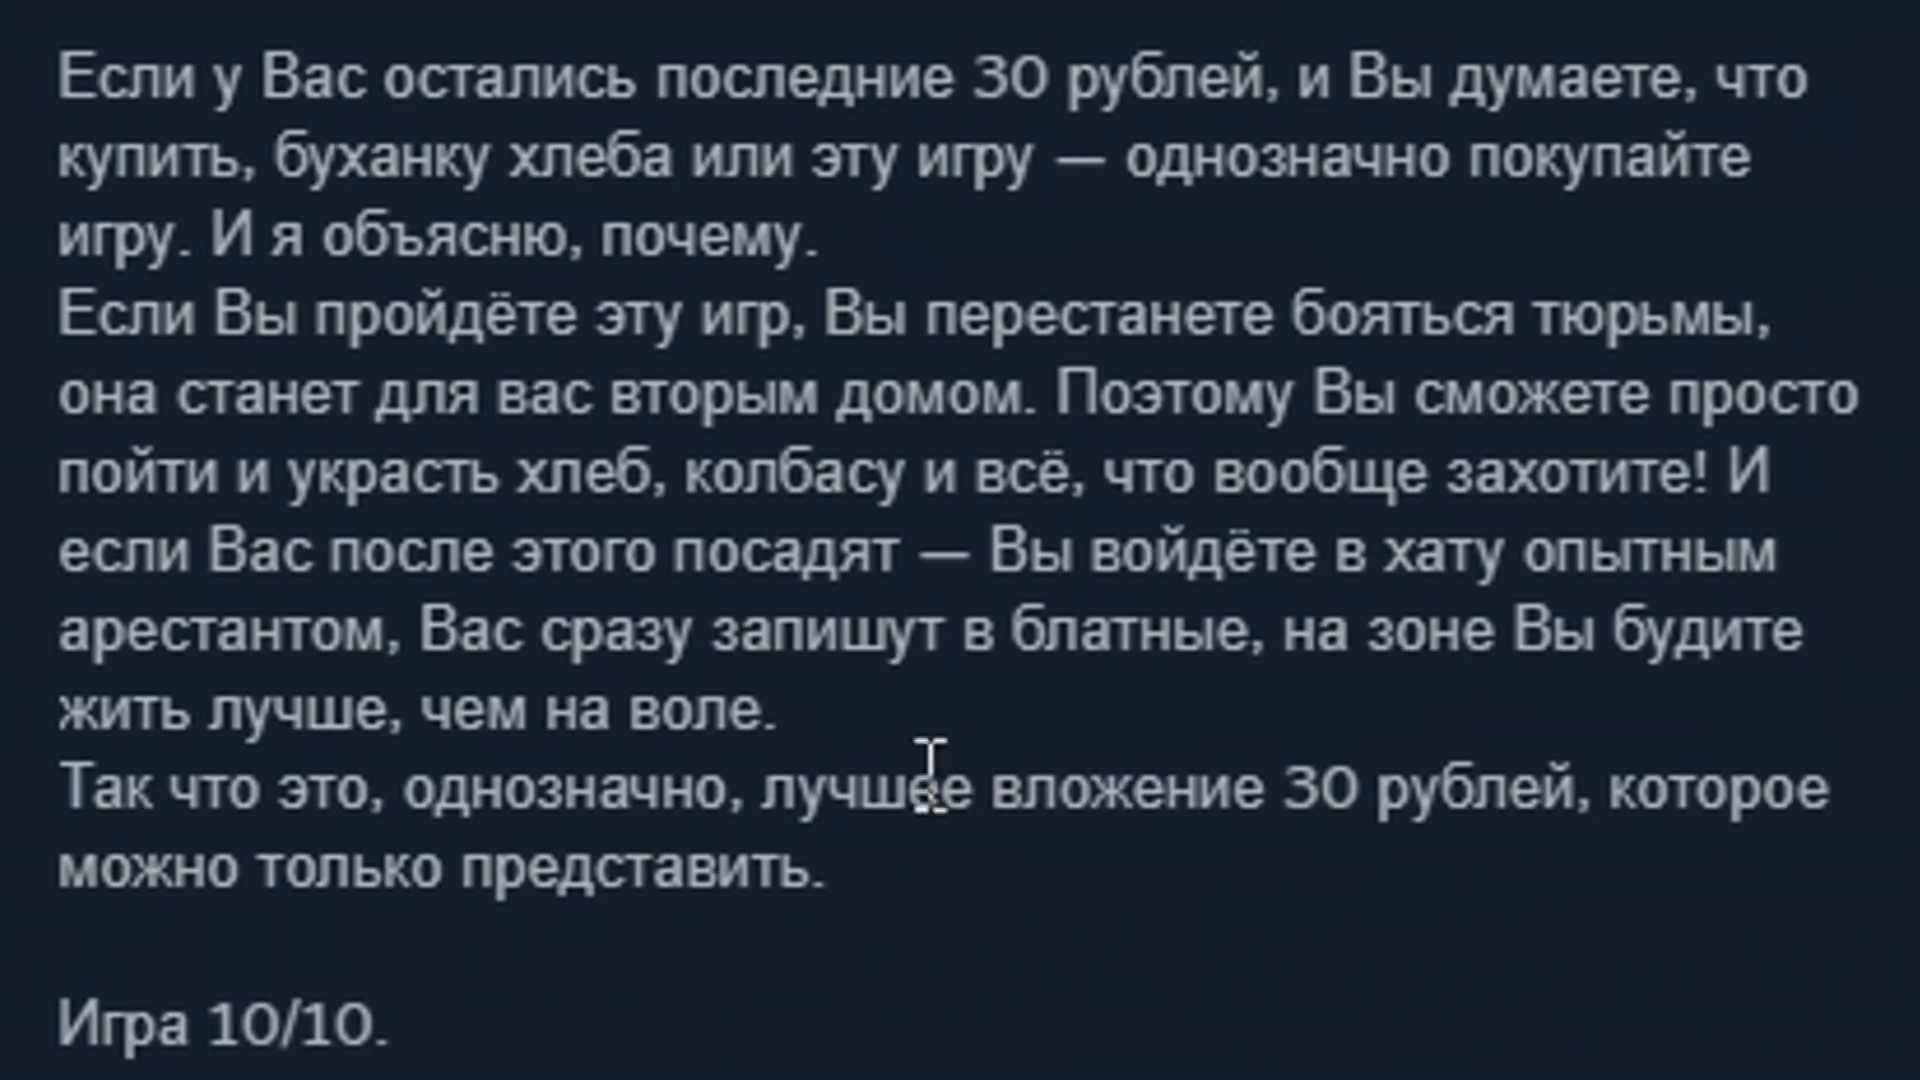 Если у Вас остались последние 30 рублей, и Вы думаете, что
купить, буханку хлеба или эту игру — однозначно покупайте
игру. И я объясню, почему.
Если Вы пройдёте эту игр, Вы перестанете бояться тюрьмы,
она станет для вас вторым домом. Поэтому Вы сможете просто
пойти и украсть хлеб, колбасу и всё, что вообще захотите! И
если Вас после этого посадят — Вы войдёте в хату опытным
арестантом, Вас сразу запишут в блатные, на зоне Вы будите
жить лучше, чем на воле.
Так что это, однозначно, лучшее вложение 30 рублей, которое
можно только представить.
Игра 10/10.